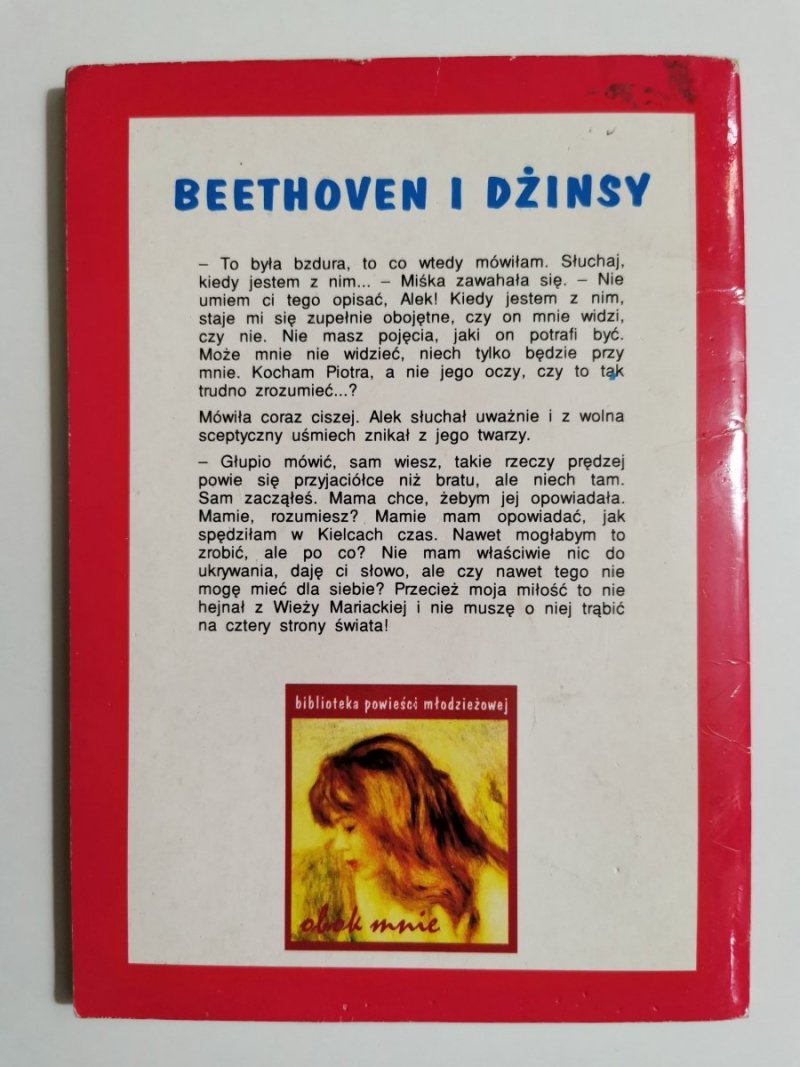 BEETHOVEN I DŻINSY
– To była bzdura, to co wtedy mówiłam. Słuchaj,
kiedy jestem z nim... – Miśka zawahała się. – Nie
umiem ci tego opisać, Alek! Kiedy jestem z nim,
staje mi się zupełnie obojętne, czy on mnie widzi,
czy nie. Nie masz pojęcia, jaki on potrafi być.
Może mnie nie widzieć, niech tylko będzie przy
mnie. Kocham Piotra, a nie jego oczy, czy to tak
trudno zrozumieć...?
Mówiła coraz ciszej. Alek słuchał uważnie i z wolna
sceptyczny uśmiech znikał z jego twarzy.
– Głupio mówić, sam wiesz, takie rzeczy prędzej
powie się przyjaciółce niż bratu, ale niech tam.
Sam zacząłeś. Mama chce, żebym jej opowiadała.
Mamie, rozumiesz? Mamie mam opowiadać, jak
spędziłam w Kielcach czas. Nawet mogłabym to
zrobić, ale po co? Nie mam właściwie nic do
ukrywania, daję ci słowo, ale czy nawet tego nie
mogę mieć dla siebie? Przecież moja miłość to nie
hejnał z Wieży Mariackiej i nie muszę o niej trąbić
na cztery strony świata!
biblioteka powieści młodzieżowej
obok mnie